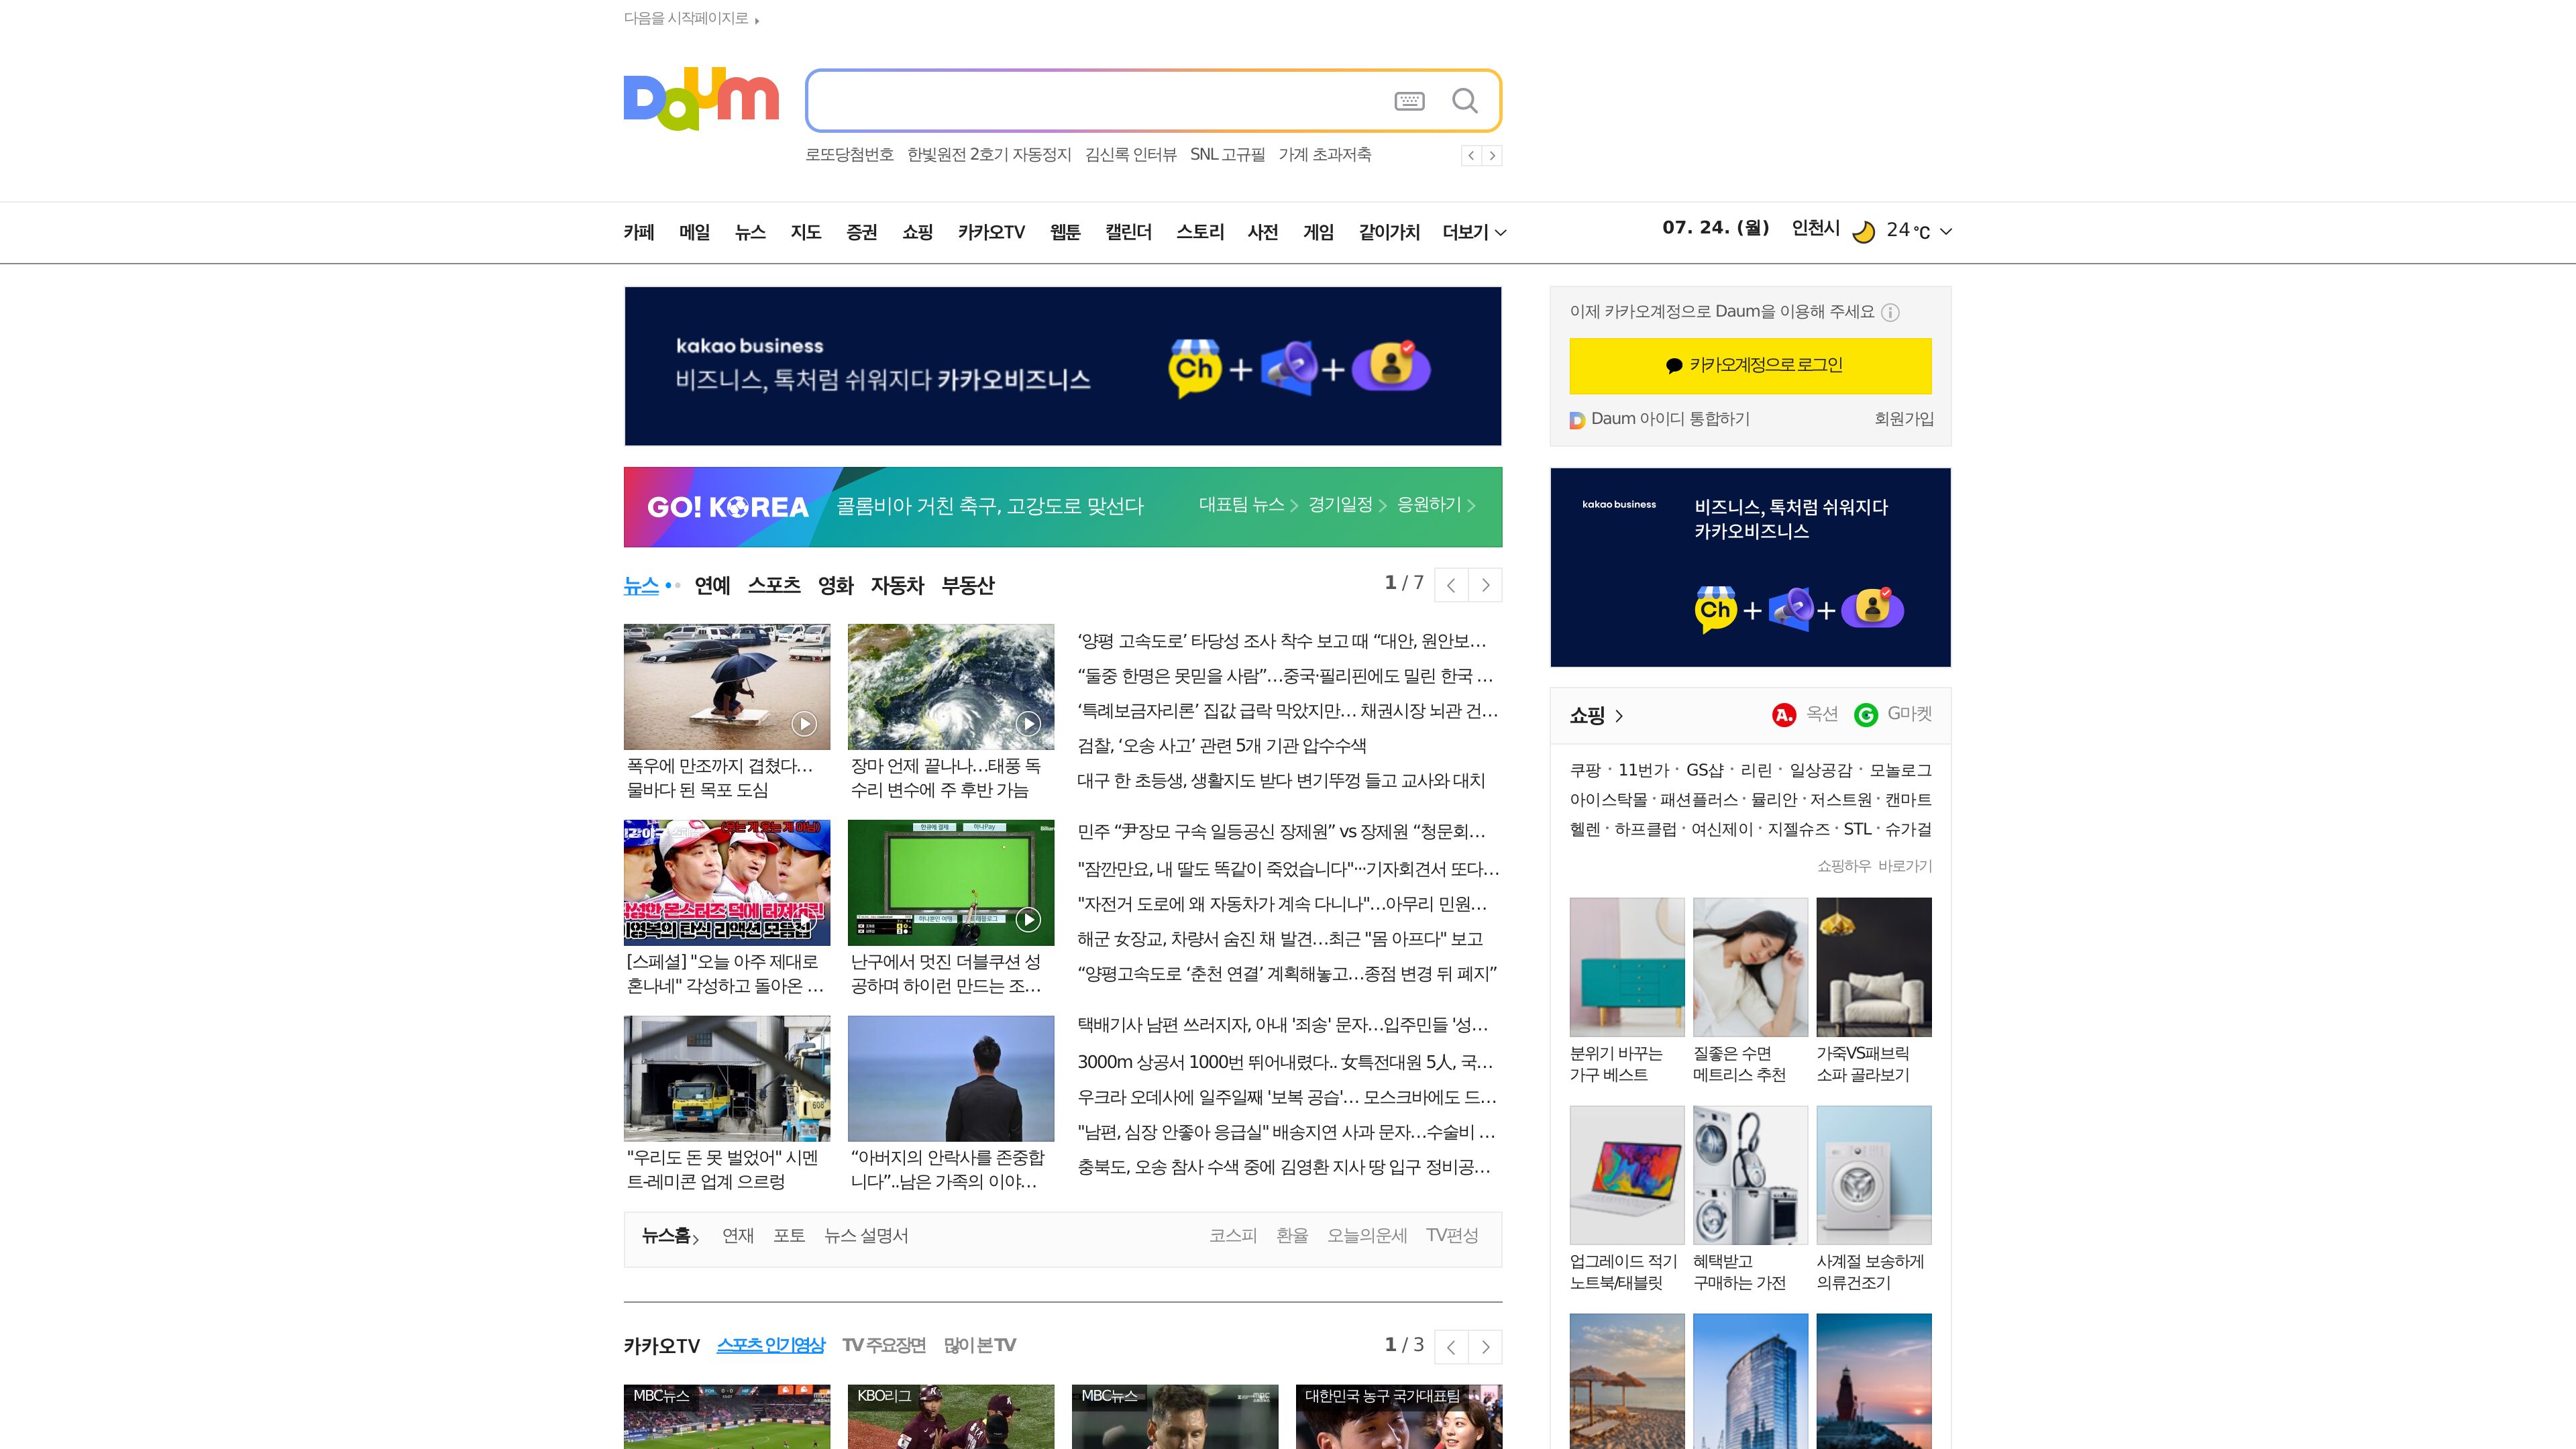 다음을 시작페이지로
Daum
로또당첨번호 한빛원전 2호기 자동정지 김신록 인터뷰 SNL 고규필 가계 초과저축
카페 메일 뉴스 지도 증권 쇼핑 카카오TV 웹툰 캘린더 스토리 사전 게임 같이가치 더보기
07. 24. (월) 인천시 24℃
kakao business
비즈니스, 톡처럼 쉬워지다 카카오비즈니스
Ch
이제 카카오계정으로 Daum을 이용해 주세요
카카오계정으로 로그인
Daum 아이디 통합하기 회원가입
GO! KOREA 콜롬비아 거친 축구, 고강도로 맞선다 대표팀 뉴스 경기일정 응원하기
kakao business
비즈니스, 톡처럼 쉬워지다
카카오비즈니스
Ch
뉴스 연예 스포츠 영화 자동차 부동산 1 / 7
폭우에 만조까지 겹쳤다…
물바다 된 목포 도심
장마 언제 끝나나…태풍 독
수리 변수에 주 후반 가늠
[스페셜] "오늘 아주 제대로
혼나네" 각성하고 돌아온 …
난구에서 멋진 더블쿠션 성
공하며 하이런 만드는 조…
"우리도 돈 못 벌었어" 시멘
트-레미콘 업계 으르렁
“아버지의 안락사를 존중합
니다”..남은 가족의 이야…
‘양평 고속도로’ 타당성 조사 착수 보고 때 “대안, 원안보…
“둘중 한명은 못믿을 사람”…중국·필리핀에도 밀린 한국 …
‘특례보금자리론’ 집값 급락 막았지만… 채권시장 뇌관 건…
검찰, ‘오송 사고’ 관련 5개 기관 압수수색
대구 한 초등생, 생활지도 받다 변기뚜껑 들고 교사와 대치
민주 “尹장모 구속 일등공신 장제원” vs 장제원 “청문회…
"잠깐만요, 내 딸도 똑같이 죽었습니다"…기자회견서 또다…
"자전거 도로에 왜 자동차가 계속 다니나"…아무리 민원…
해군 女장교, 차량서 숨진 채 발견…최근 "몸 아프다" 보고
“양평고속도로 ‘춘천 연결’ 계획해놓고…종점 변경 뒤 폐지”
택배기사 남편 쓰러지자, 아내 '죄송' 문자…입주민들 '성…
3000m 상공서 1000번 뛰어내렸다.. 女특전대원 5人, 국…
우크라 오데사에 일주일째 '보복 공습'… 모스크바에도 드…
"남편, 심장 안좋아 응급실" 배송지연 사과 문자…수술비 …
충북도, 오송 참사 수색 중에 김영환 지사 땅 입구 정비공…
뉴스홈 연재 포토 뉴스 설명서 코스피 환율 오늘의운세 TV편성
카카오TV 스포츠 인기영상 TV 주요장면 많이 본 TV 1 / 3
MBC뉴스
KBO리그
MBC뉴스
대한민국 농구 국가대표팀
쇼핑 A. 옥션 G G마켓
쿠팡 · 11번가 · GS샵 · 리린 · 일상공감 · 모놀로그
아이스탁몰 · 패션플러스 · 뮬리안 · 저스트원 · 캔마트
헬렌 · 하프클럽 · 여신제이 · 지젤슈즈 · STL · 슈가걸
쇼핑하우 바로가기
분위기 바꾸는
가구 베스트
질좋은 수면
메트리스 추천
가죽VS패브릭
소파 골라보기
업그레이드 적기
노트북/태블릿
혜택받고
구매하는 가전
사계절 보송하게
의류건조기